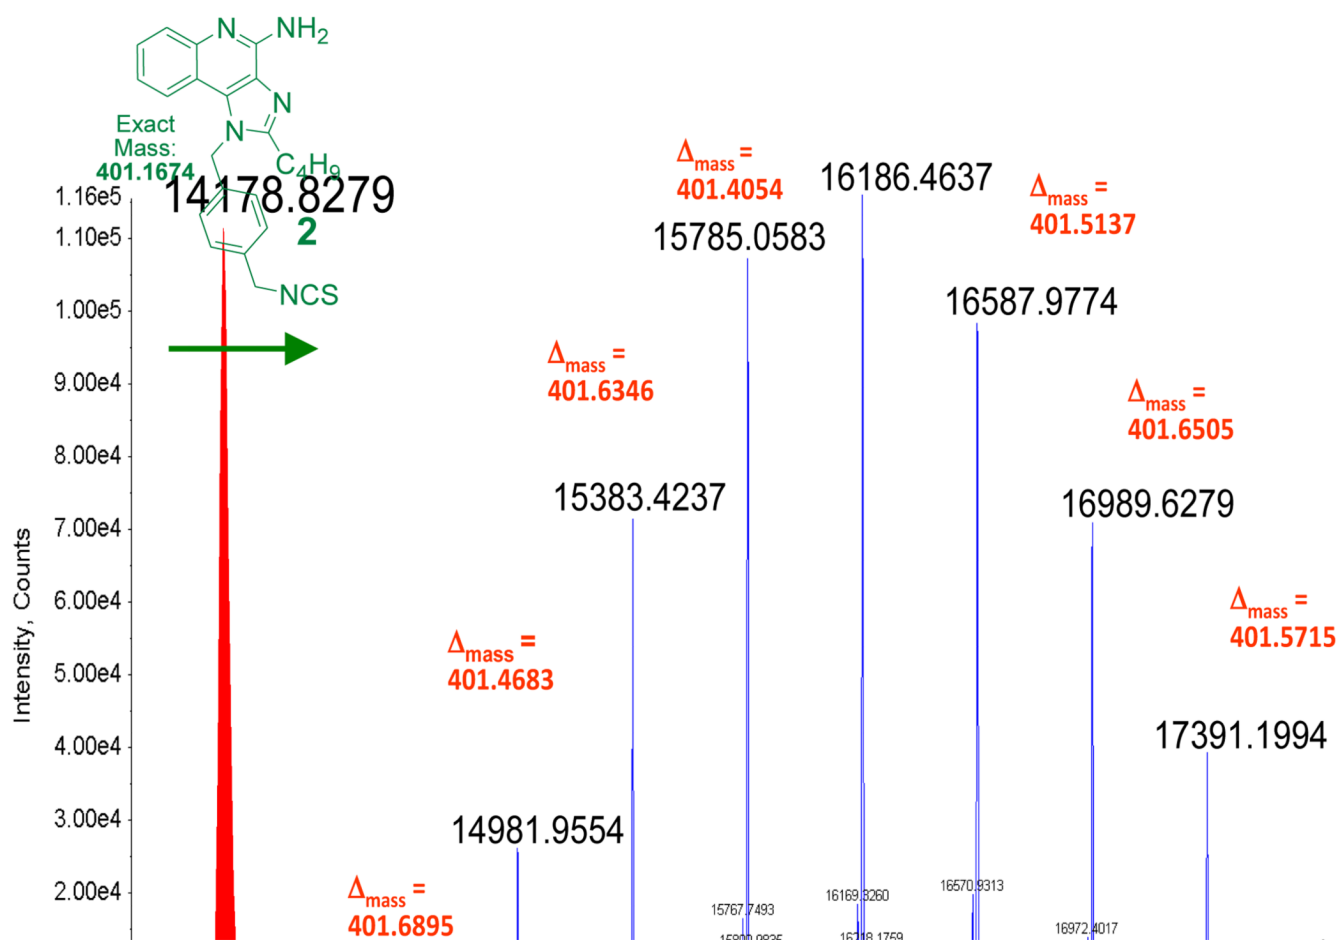 N
NH2
N
N
C4H9
Exact
Mass:
401.1674
14178.8279
2
NCS
Intensity, Counts
1.16e5
1.10e5
1.00e5
9.00e4
8.00e4
7.00e4
6.00e4
5.00e4
4.00e4
3.00e4
2.00e4
Δmass =
401.6895
14981.9554
Δmass =
401.4683
15383.4237
Δmass =
401.6346
15785.0583
Δmass =
401.4054
16186.4637
Δmass =
401.5137
16587.9774
Δmass =
401.6505
16989.6279
Δmass =
401.5715
17391.1994
15767.7493
16169.3260
16570.9313
16972.4017